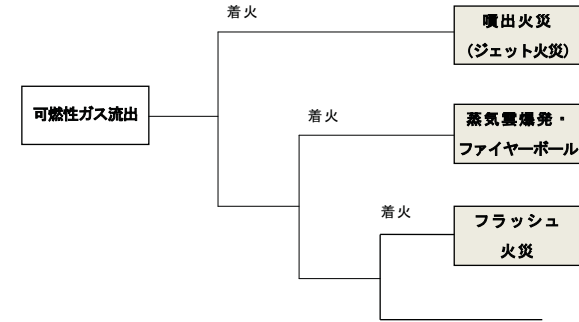 着火
噴出火災
(ジェット火災)
可燃性ガス流出
着火
蒸気雲爆発・
ファイヤーボール
着火
フラッシュ
火災